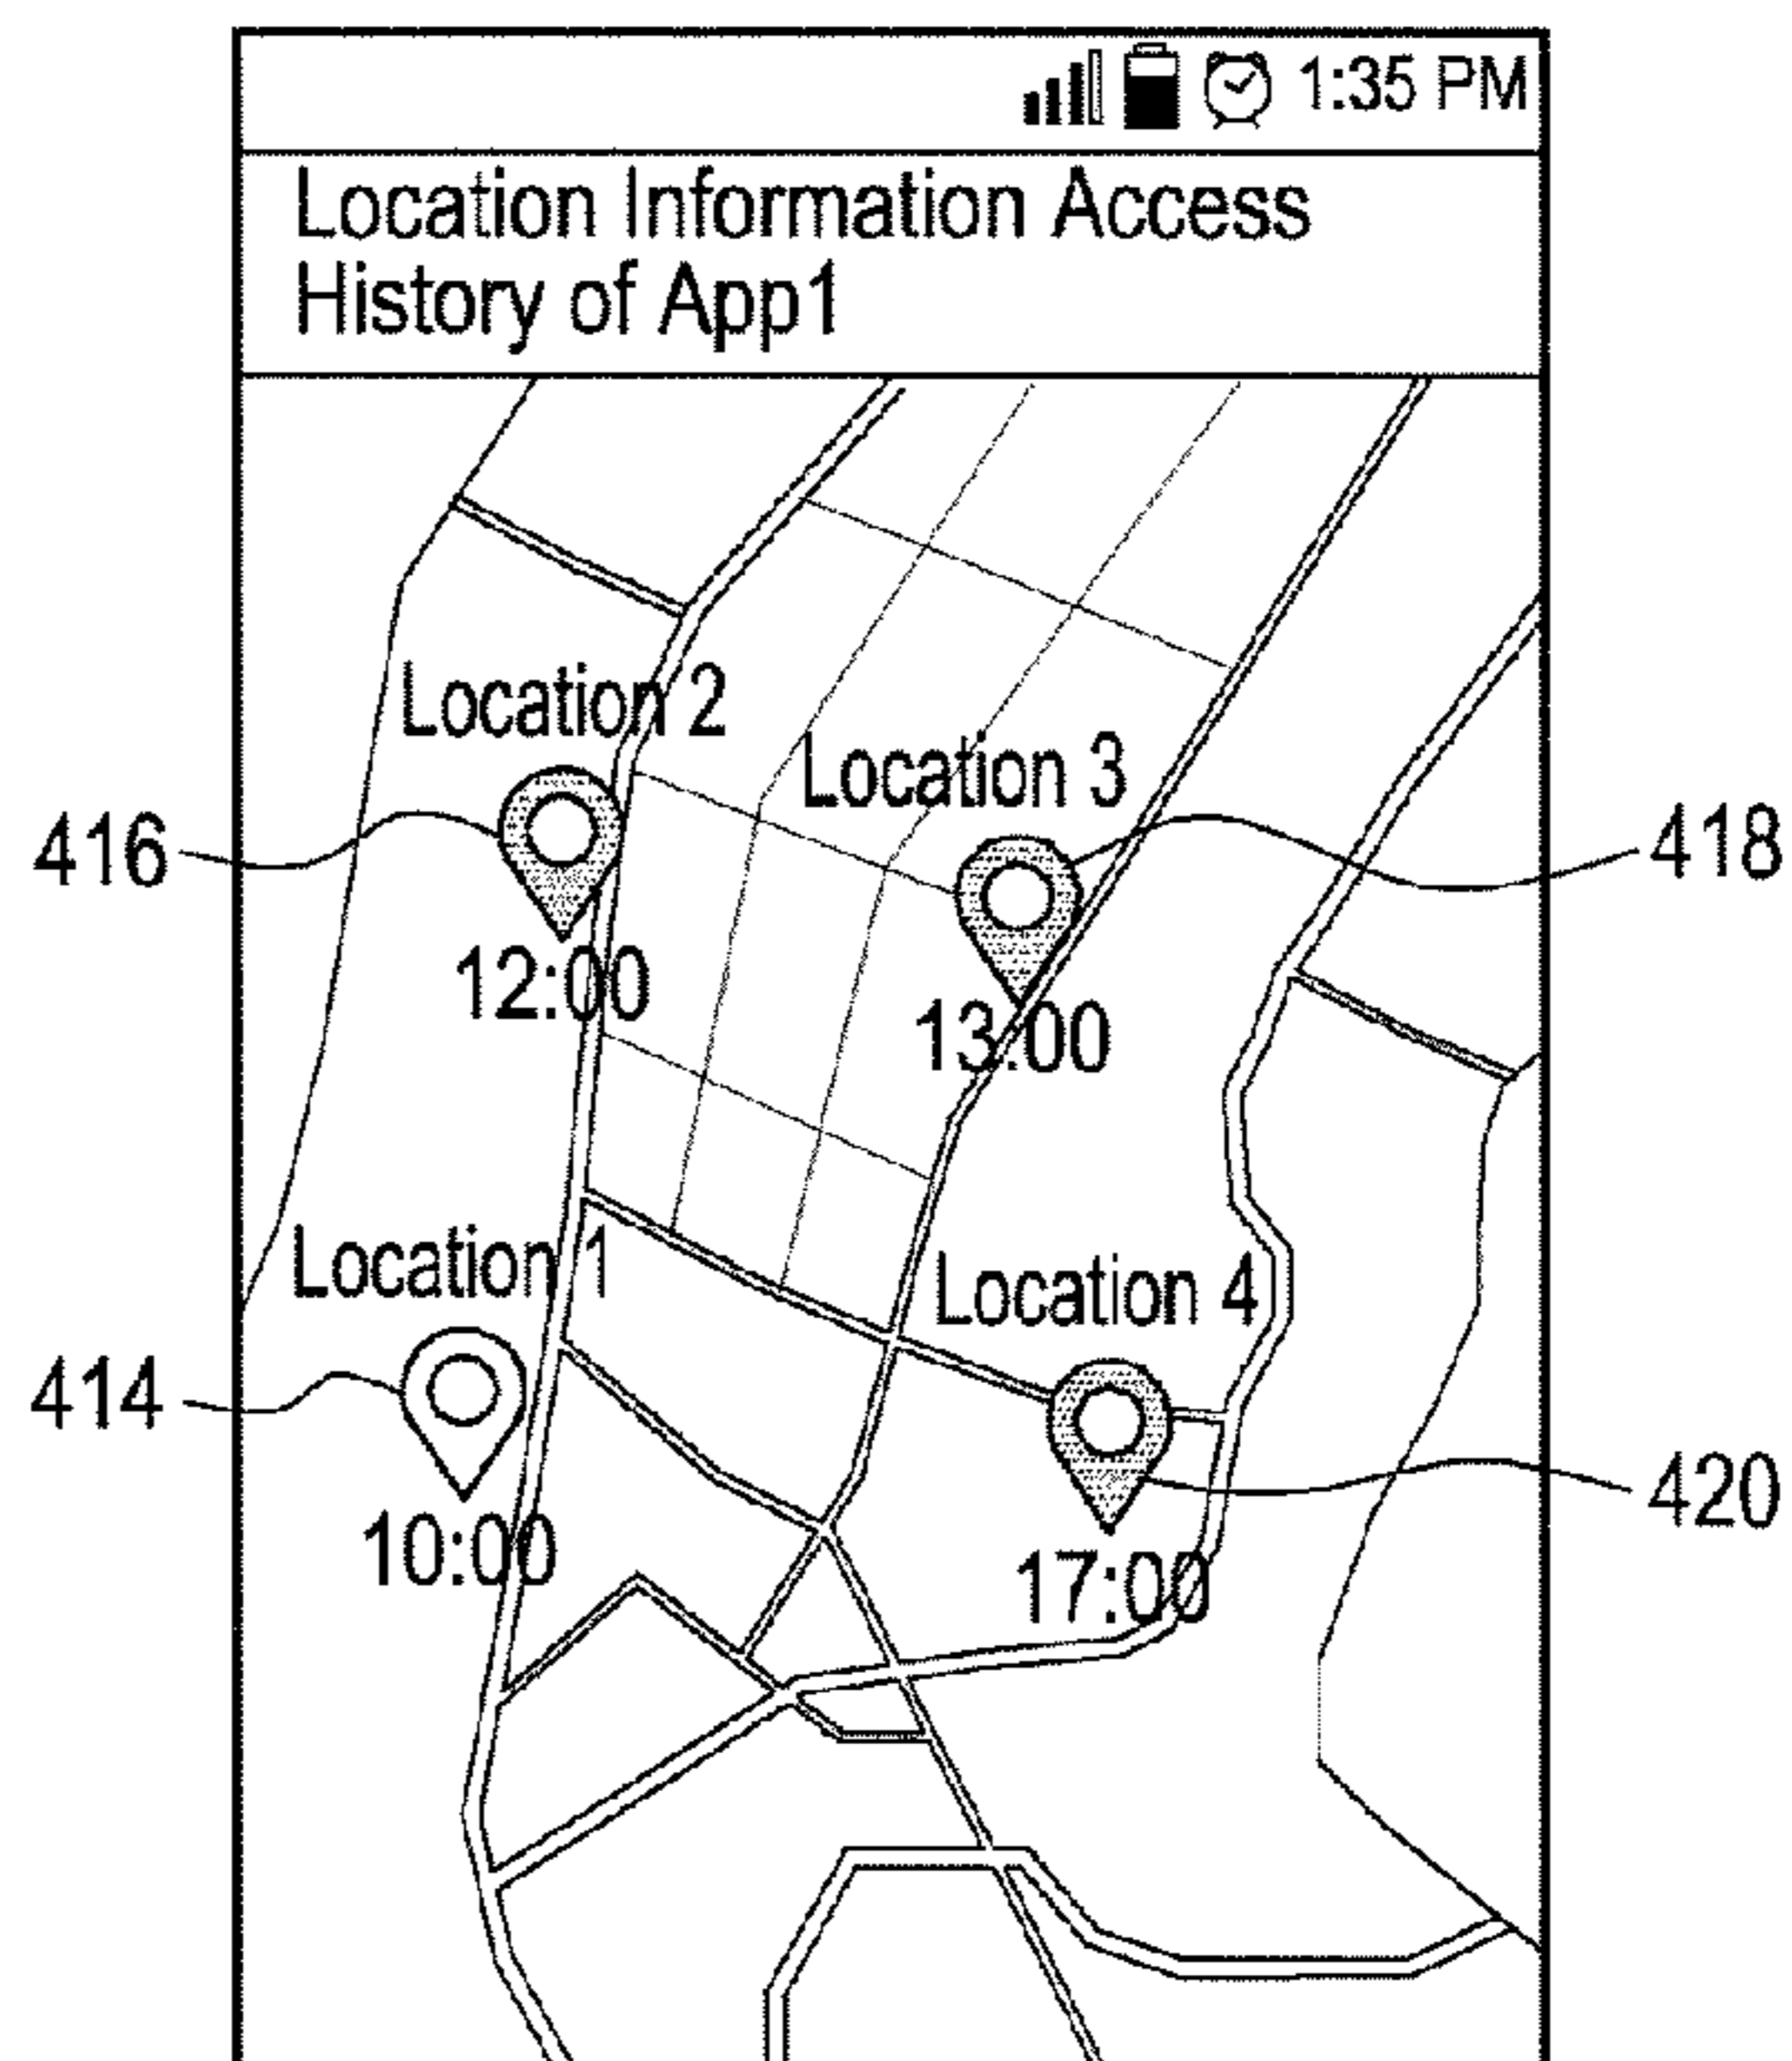 1:35 PM
Location Information Access
History of App1
Location 2
Location 3
416
418
12:00
13:00
Location 1
Location 4
414
420
10:00
17:00